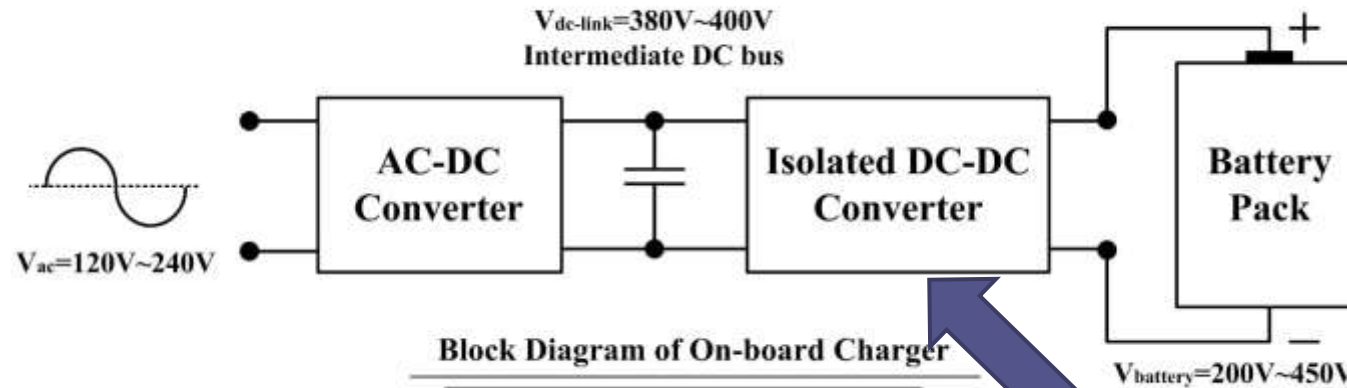 V dc-link=380V~400V
Intermediate DC bus
+
AC-DC
Converter
Isolated DC-DC
Converter
Battery
Pack
Vac=120V~240V
Block Diagram of On-board Charger
−
Vbattery=200V~450V